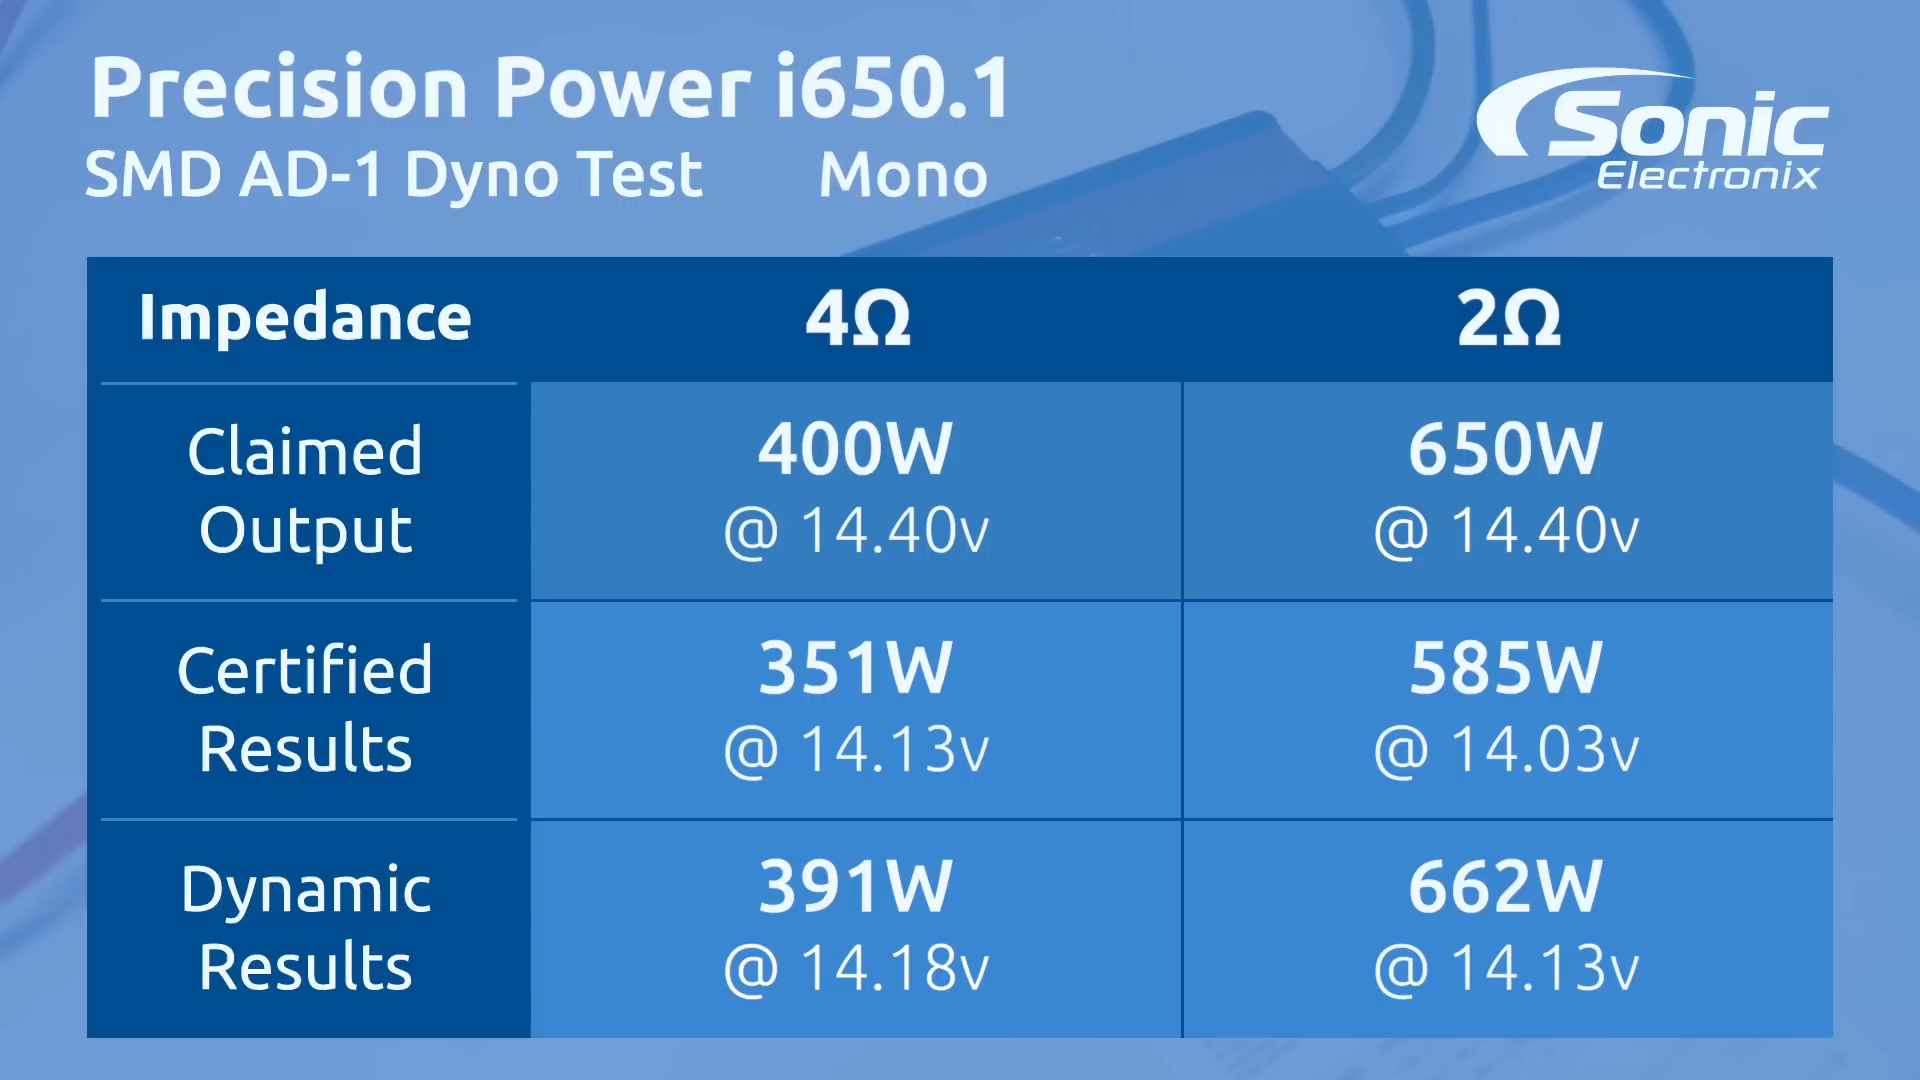 Precision Power i650.1
SMD AD-1 Dyno Test Mono
Sonic
Electronix
Impedance 4Ω 2Ω
Claimed
Output
400W
@ 14.40v
650W
@ 14.40v
Certified
Results
351W
@ 14.13v
585W
@ 14.03v
Dynamic
Results
391W
@ 14.18v
662W
@ 14.13v